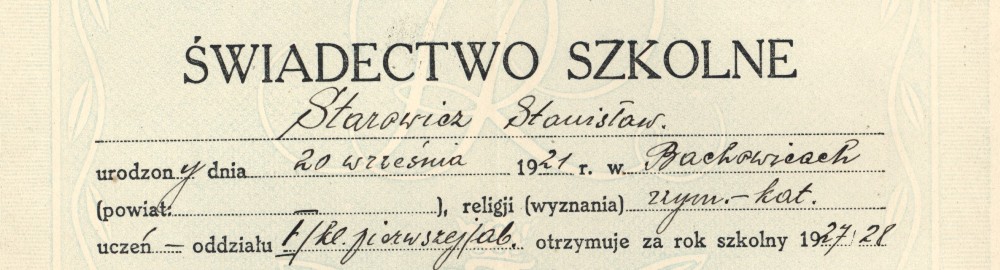 ŚWIADECTWO SZKOLNE
Starowicz Stanisław.
urodzony dnia 20 września 1921 r. w Bachowicach
(powiat: — ), religji (wyznania) rzym.-kat.
uczeń — oddziału I/kl. pierwszej/ab. otrzymuje za rok szkolny 1927/28